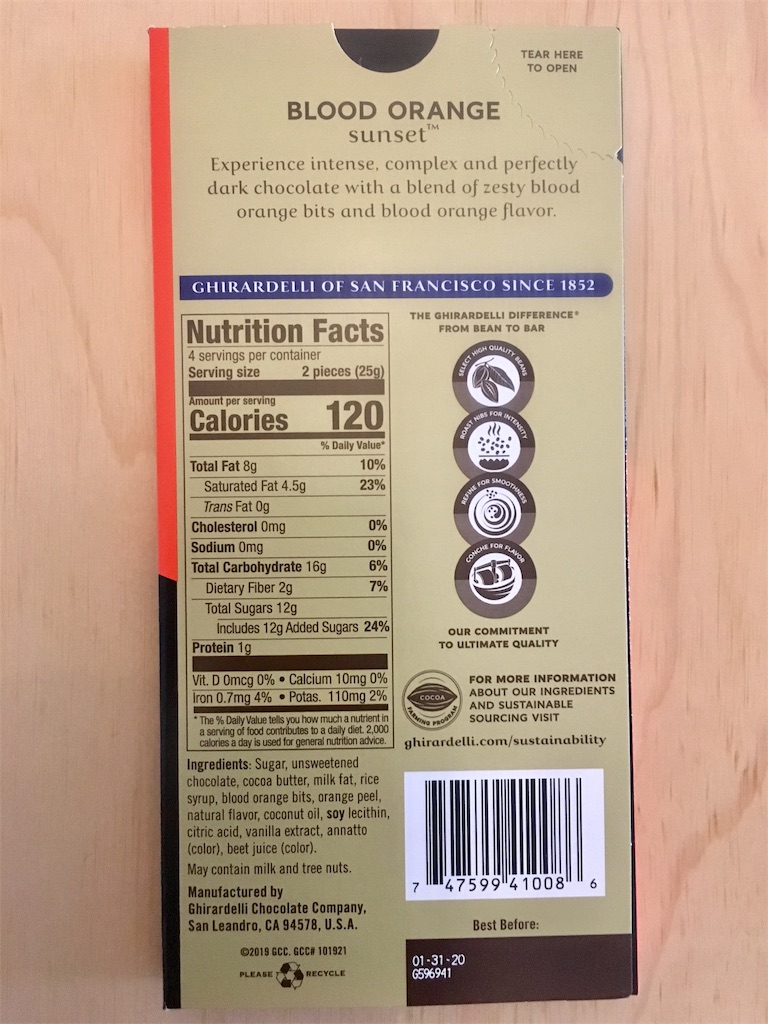 TEAR HERE
TO OPEN
BLOOD ORANGE
sunset™
Experience intense, complex and perfectly
dark chocolate with a blend of zesty blood
orange bits and blood orange flavor.
GHIRARDELLI OF SAN FRANCISCO SINCE 1852
Nutrition Facts
4 servings per container
Serving size 2 pieces (25g)
Amount per serving
Calories 120
% Daily Value*
Total Fat 8g 10%
Saturated Fat 4.5g 23%
Trans Fat 0g
Cholesterol 0mg 0%
Sodium 0mg 0%
Total Carbohydrate 16g 6%
Dietary Fiber 2g 7%
Total Sugars 12g
Includes 12g Added Sugars 24%
Protein 1g
Vit. D 0mcg 0% • Calcium 10mg 0%
Iron 0.7mg 4% • Potas. 110mg 2%
* The % Daily Value tells you how much a nutrient in
a serving of food contributes to a daily diet. 2,000
calories a day is used for general nutrition advice.
Ingredients: Sugar, unsweetened
chocolate, cocoa butter, milk fat, rice
syrup, blood orange bits, orange peel,
natural flavor, coconut oil, soy lecithin,
citric acid, vanilla extract, annatto
(color), beet juice (color).
May contain milk and tree nuts.
Manufactured by
Ghirardelli Chocolate Company,
San Leandro, CA 94578, U.S.A.
©2019 GCC. GCC# 101921
PLEASE RECYCLE
THE GHIRARDELLI DIFFERENCE®
FROM BEAN TO BAR
SELECT HIGH QUALITY BEANS
ROAST NIBS FOR INTENSITY
REFINE FOR SMOOTHNESS
CONCHE FOR FLAVOR
OUR COMMITMENT
TO ULTIMATE QUALITY
COCOA
FARMING PROGRAM
FOR MORE INFORMATION
ABOUT OUR INGREDIENTS
AND SUSTAINABLE
SOURCING VISIT
ghirardelli.com/sustainability
7 47599 41008 6
Best Before:
01-31-20
G596941